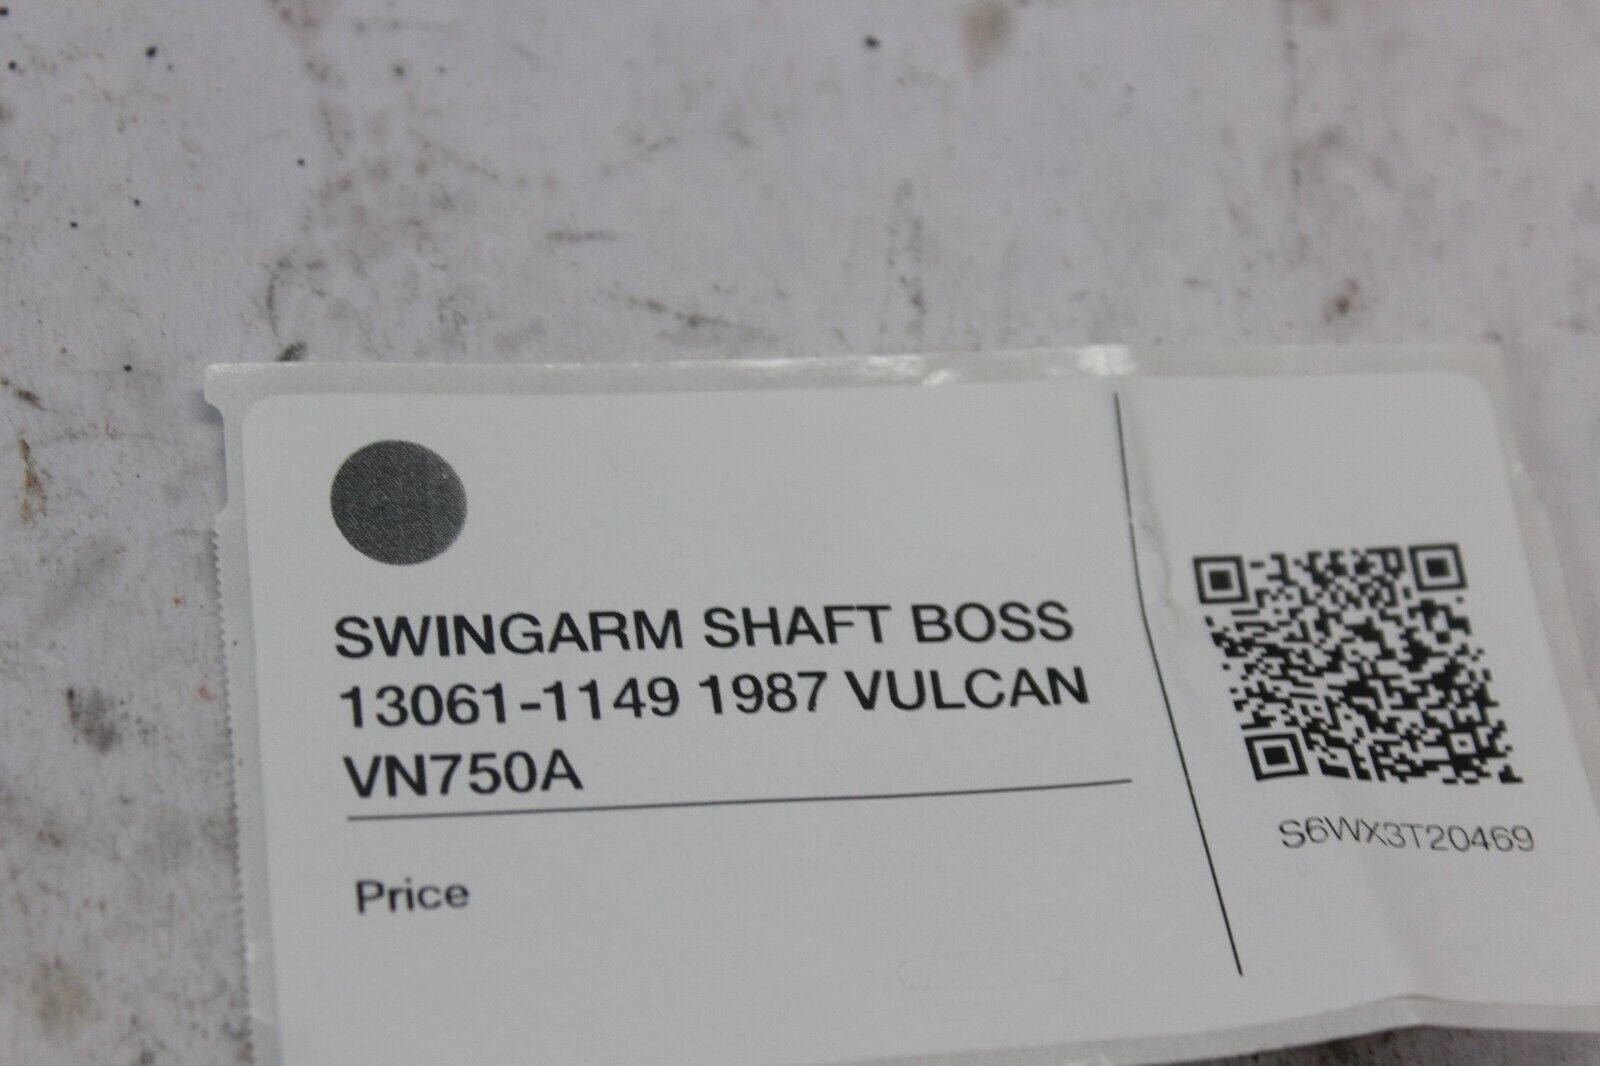 SWINGARM SHAFT BOSS
13061-1149 1987 VULCAN
VN750A
Price
S6WX3T20469